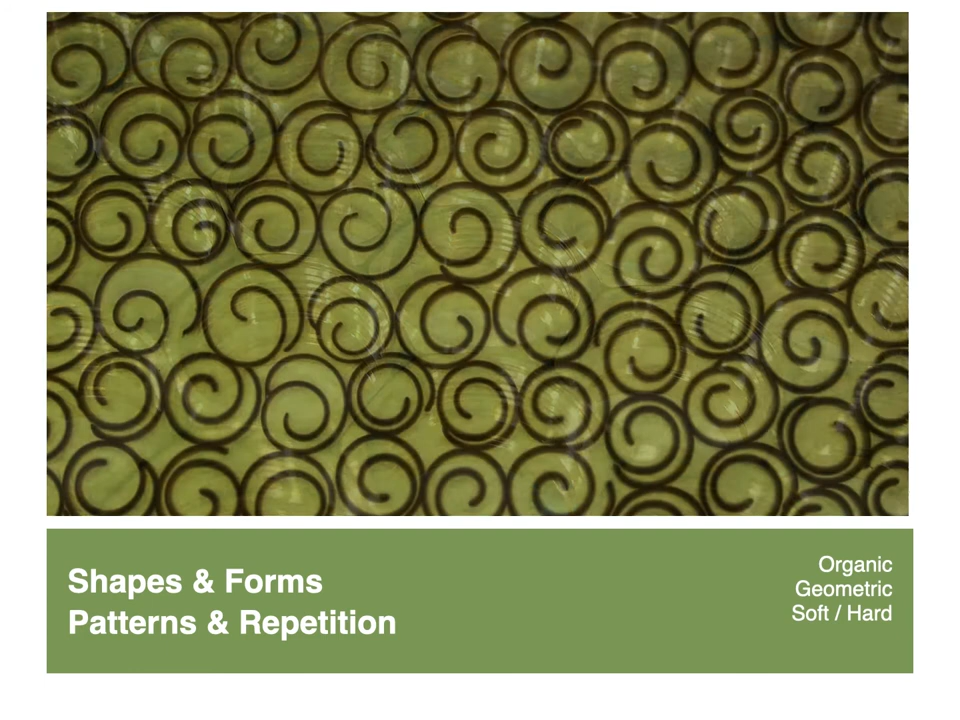 Shapes & Forms
Patterns & Repetition
Organic
Geometric
Soft / Hard